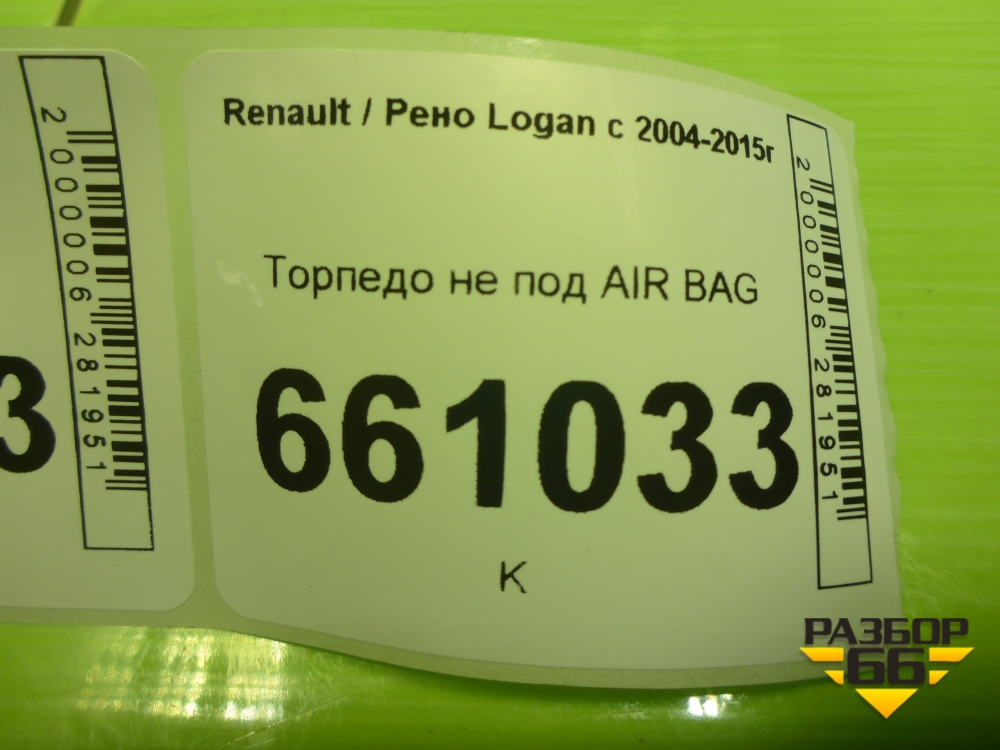 3
2000006281951
Renault / Рено Logan с 2004-2015г
Торпедо не под AIR BAG
661033
К
2000006281951
РАЗБОР
66